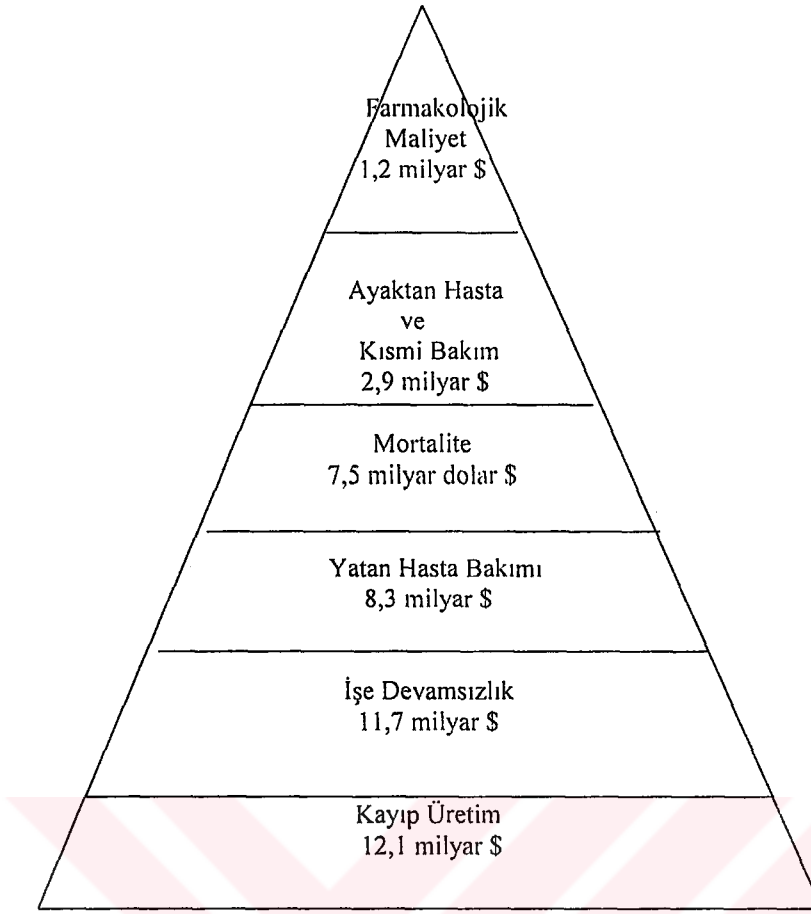 Farmakolojik
Maliyet
1,2 milyar $
Ayaktan Hasta
ve
Kısmi Bakım
2,9 milyar $
Mortalite
7,5 milyar dolar $
Yatan Hasta Bakımı
8,3 milyar $
İşe Devamsızlık
11,7 milyar $
Kayıp Üretim
12,1 milyar $